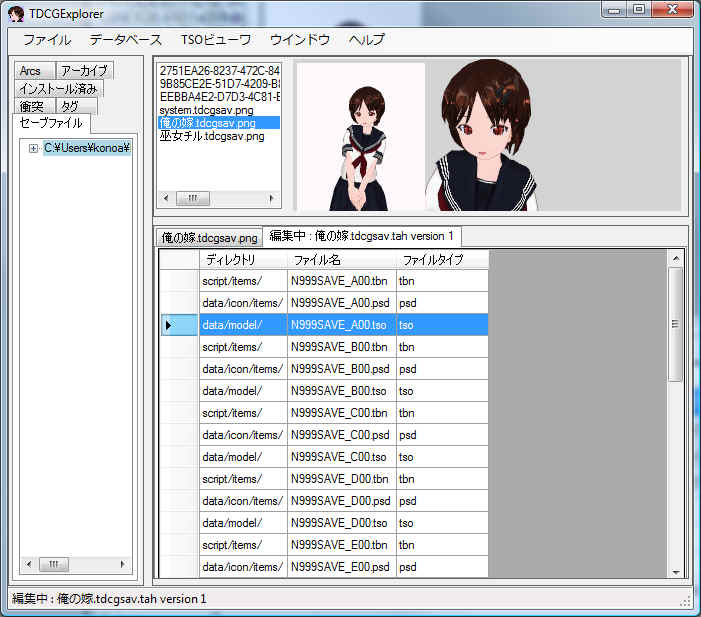 TDCGExplorer
ファイル データベース TSOビューワ ウインドウ ヘルプ
Arcs アーカイブ
インストール済み
衝突 タグ
セーブファイル
C:¥Users¥konoa¥
2751EA26-8237-472C-84
9B85CE2E-51D7-4209-B8
EEBBA4E2-D7D3-4C81-E
system.tdcgsav.png
俺の嫁.tdcgsav.png
巫女チル.tdcgsav.png
俺の嫁.tdcgsav.png 編集中 : 俺の嫁.tdcgsav.tah version 1
ディレクトリ ファイル名 ファイルタイプ
script/items/ N999SAVE_A00.tbn tbn
data/icon/items/ N999SAVE_A00.psd psd
data/model/ N999SAVE_A00.tso tso
script/items/ N999SAVE_B00.tbn tbn
data/icon/items/ N999SAVE_B00.psd psd
data/model/ N999SAVE_B00.tso tso
script/items/ N999SAVE_C00.tbn tbn
data/icon/items/ N999SAVE_C00.psd psd
data/model/ N999SAVE_C00.tso tso
script/items/ N999SAVE_D00.tbn tbn
data/icon/items/ N999SAVE_D00.psd psd
data/model/ N999SAVE_D00.tso tso
script/items/ N999SAVE_E00.tbn tbn
data/icon/items/ N999SAVE_E00.psd psd
編集中 : 俺の嫁.tdcgsav.tah version 1